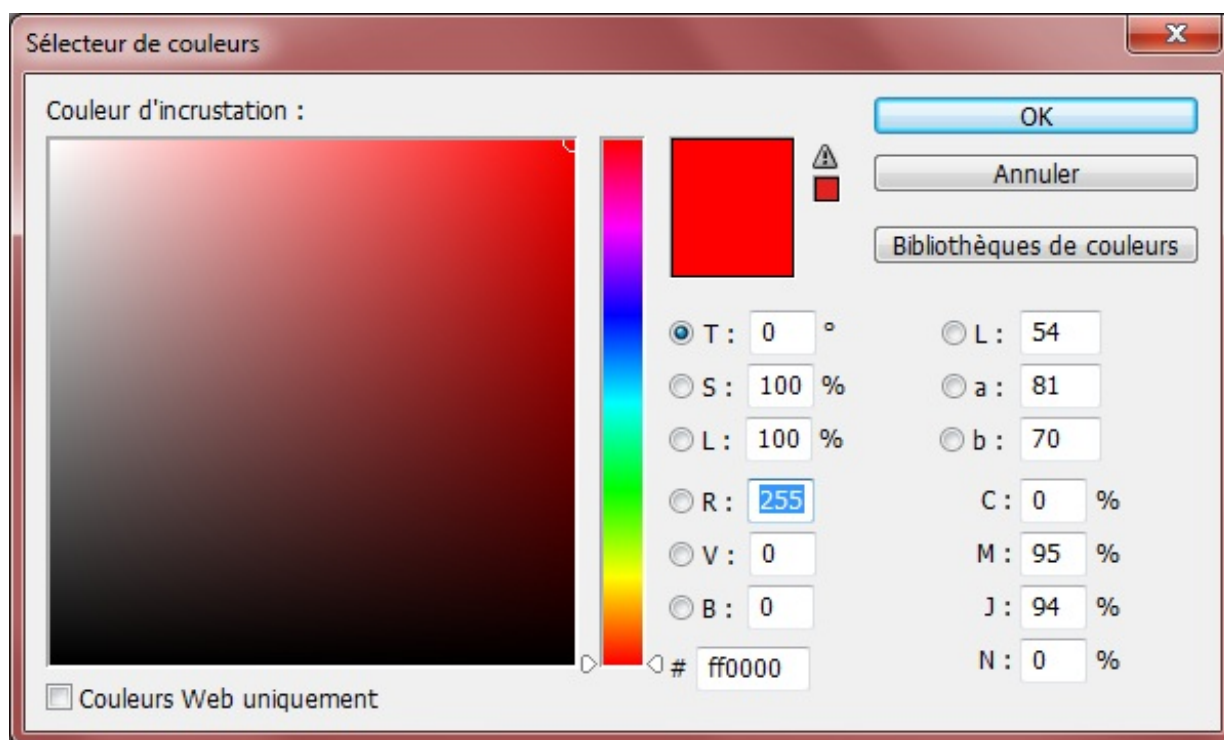 Sélecteur de couleurs
Couleur d'incrustation :
OK
Annuler
Bibliothèques de couleurs
T : 0 °
L : 54
S : 100 %
a : 81
L : 100 %
b : 70
R : 255
C : 0 %
V : 0
M : 95 %
B : 0
J : 94 %
# ff0000
N : 0 %
Couleurs Web uniquement